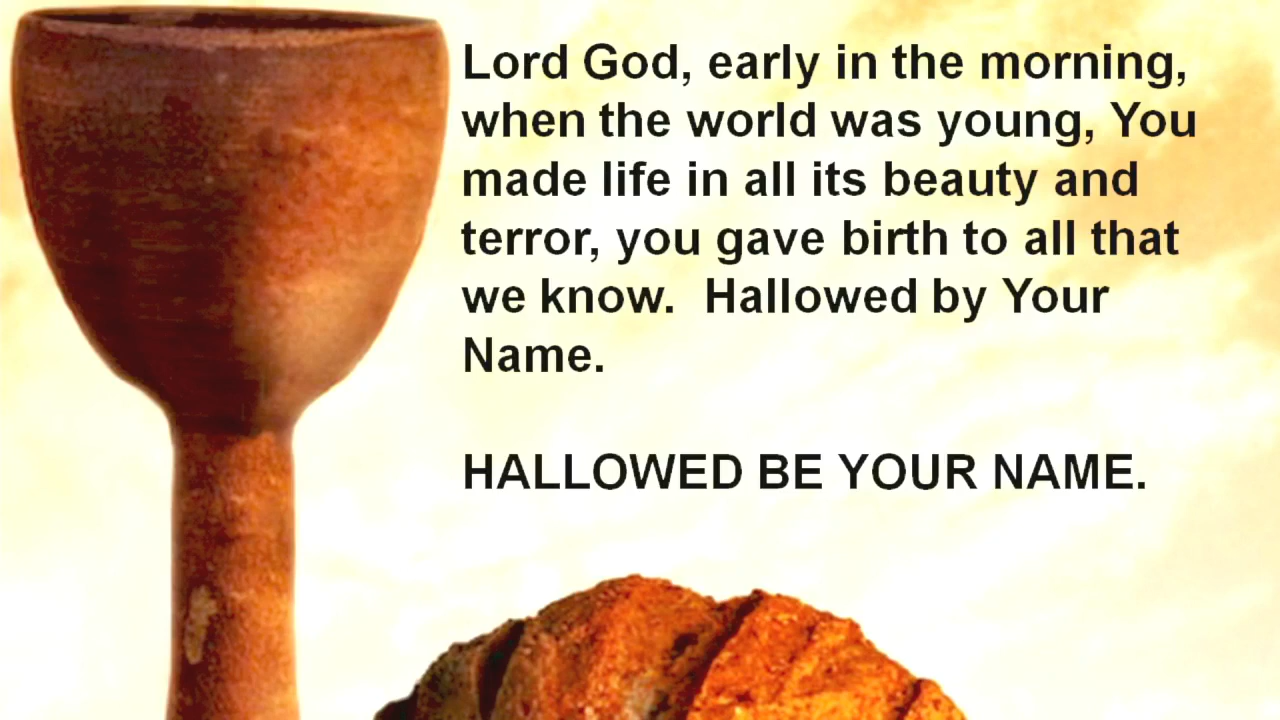 Lord God, early in the morning,
when the world was young, You
made life in all its beauty and
terror, you gave birth to all that
we know.  Hallowed by Your
Name.
HALLOWED BE YOUR NAME.